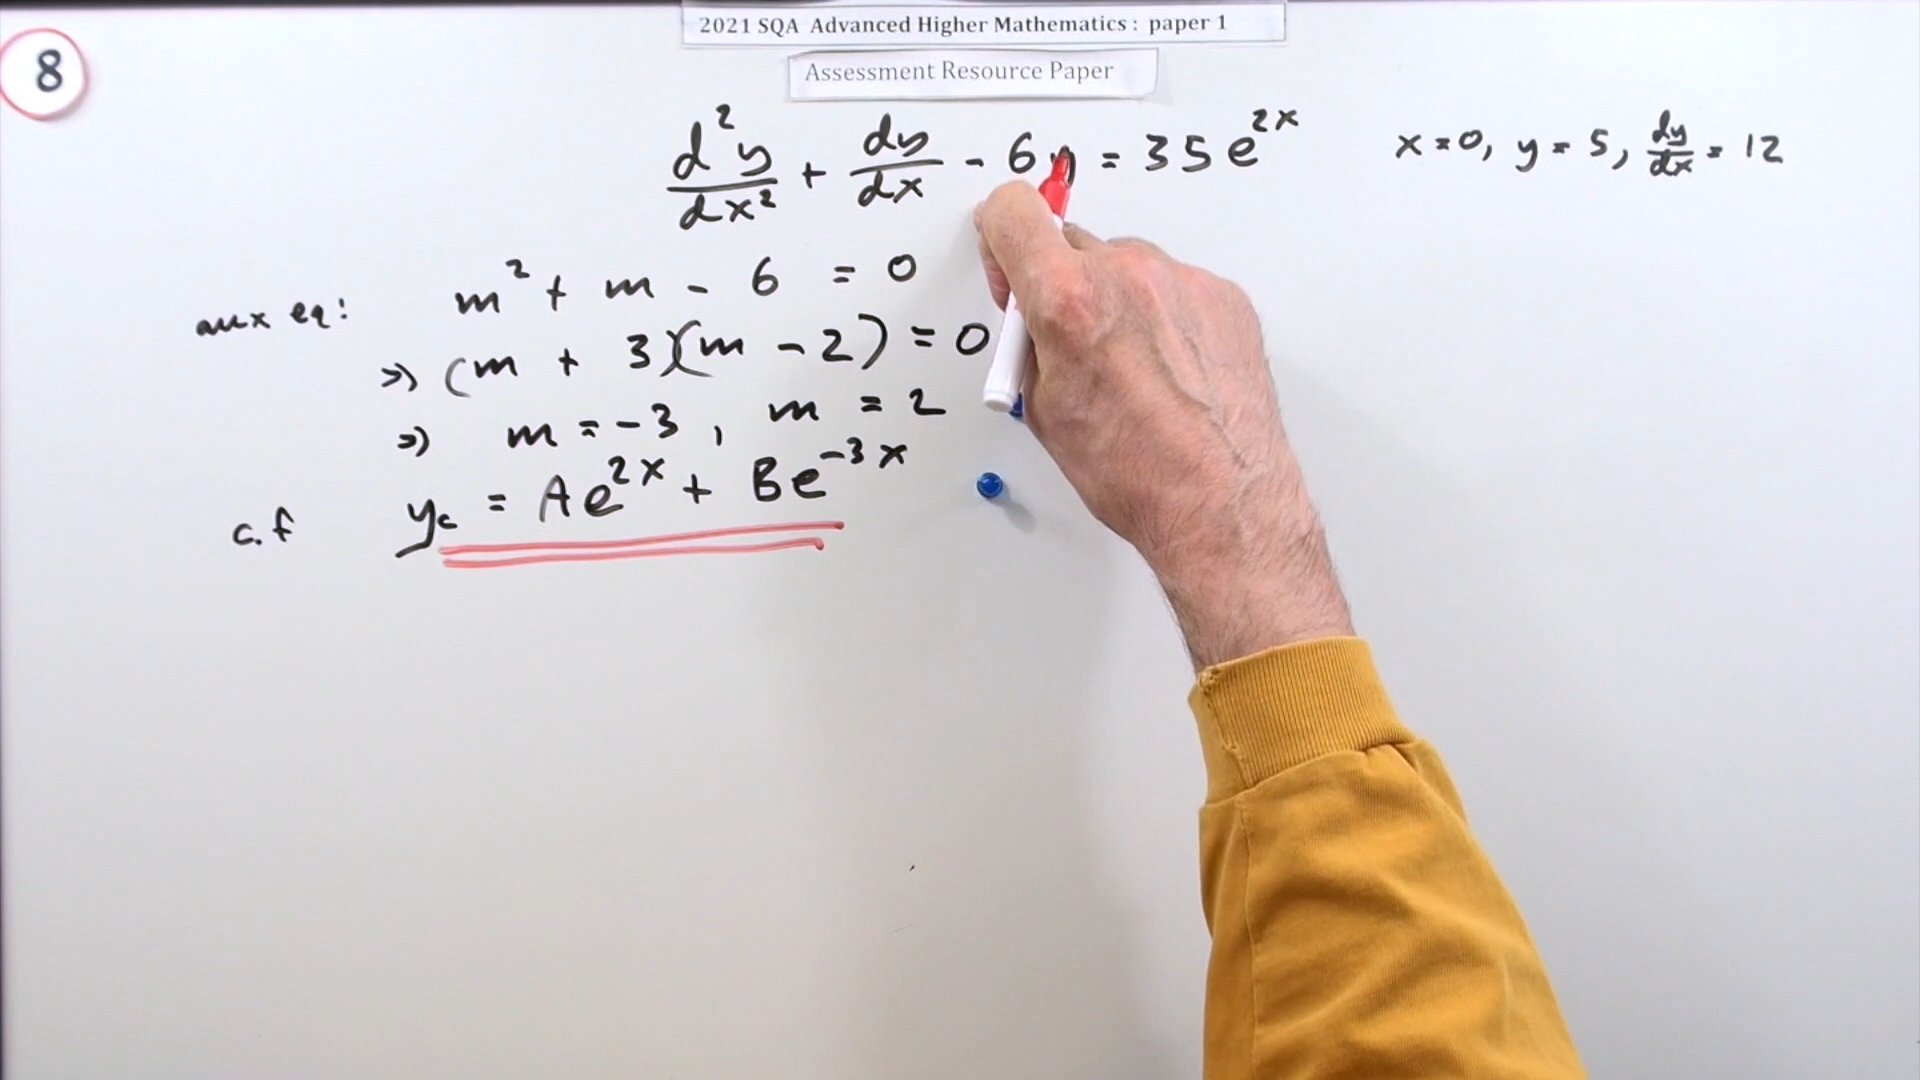 2021 SQA Advanced Higher Mathematics : paper 1
Assessment Resource Paper
8
d²y/dx² + dy/dx - 6y = 35e^{2x} x = 0, y = 5, dy/dx = 12
aux eq: m² + m - 6 = 0
⇒ (m + 3)(m - 2) = 0
⇒ m = -3, m = 2
c.f y_c = Ae^{2x} + Be^{-3x}